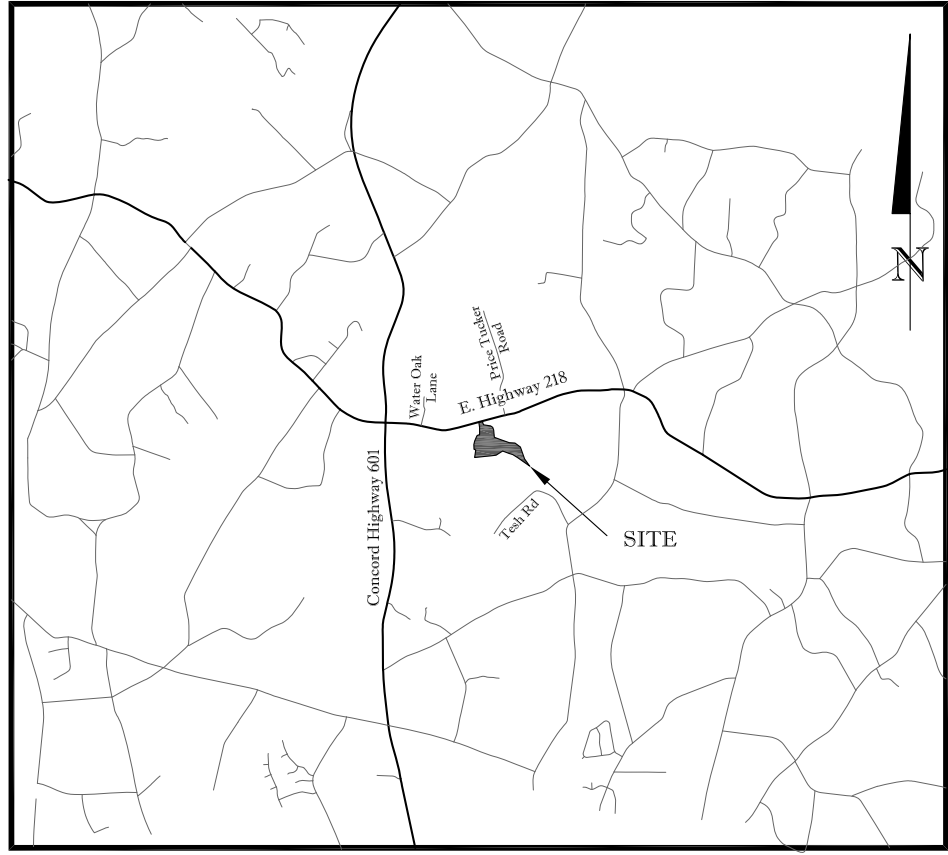 N
Price Tucker
Road
Water Oak
Lane
E. Highway 218
Concord Highway 601
Tesh Rd
SITE